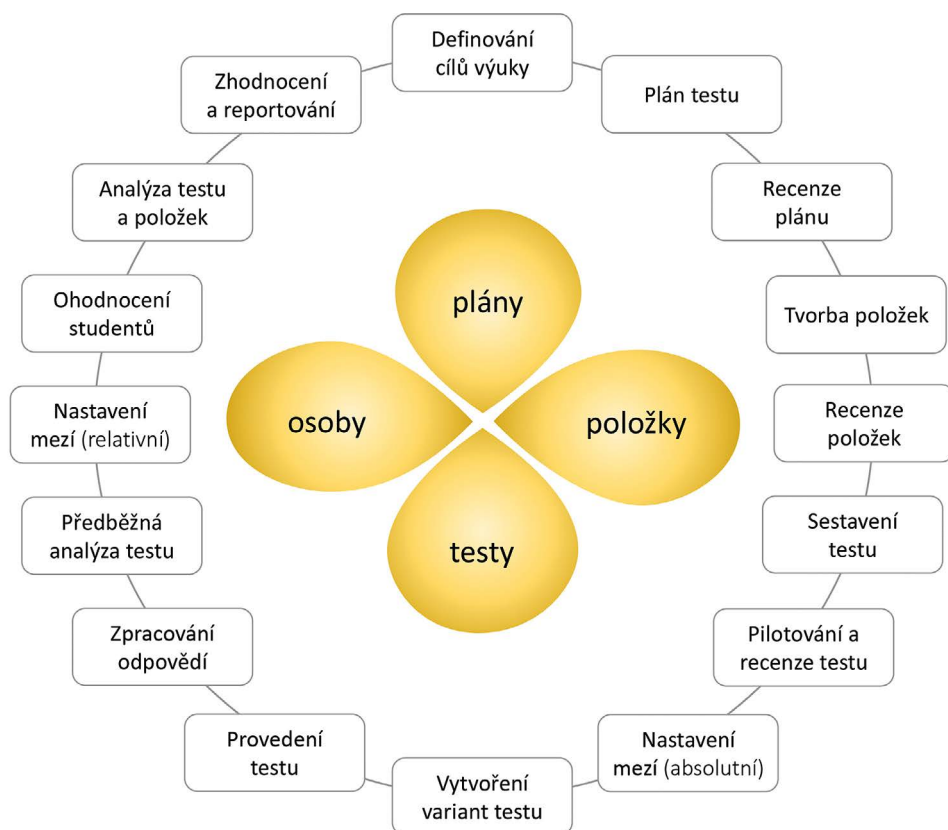 Definování
cílů výuky
Plán testu
Recenze
plánu
Tvorba položek
Recenze
položek
Sestavení
testu
Pilotování a
recenze testu
Nastavení
mezí (absolutní)
Vytvoření
variant testu
Provedení
testu
Zpracování
odpovědí
Předběžná
analýza testu
Nastavení
mezí (relativní)
Ohodnocení
studentů
Analýza testu
a položek
Zhodnocení
a reportování
plány
položky
testy
osoby